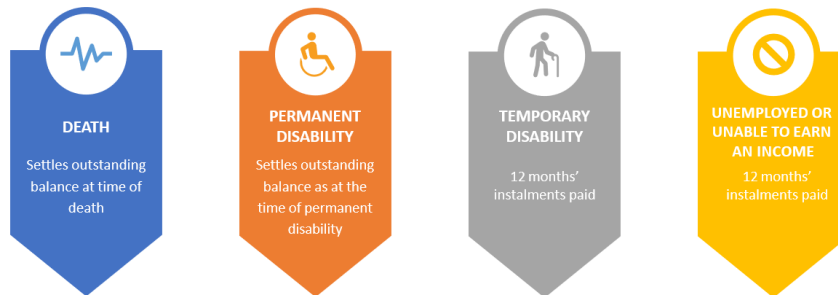 DEATH
Settles outstanding
balance at time of
death
PERMANENT
DISABILITY
Settles outstanding
balance as at the
time of permanent
disability
TEMPORARY
DISABILITY
12 months'
instalments paid
UNEMPLOYED OR
UNABLE TO EARN
AN INCOME
12 months'
instalments paid